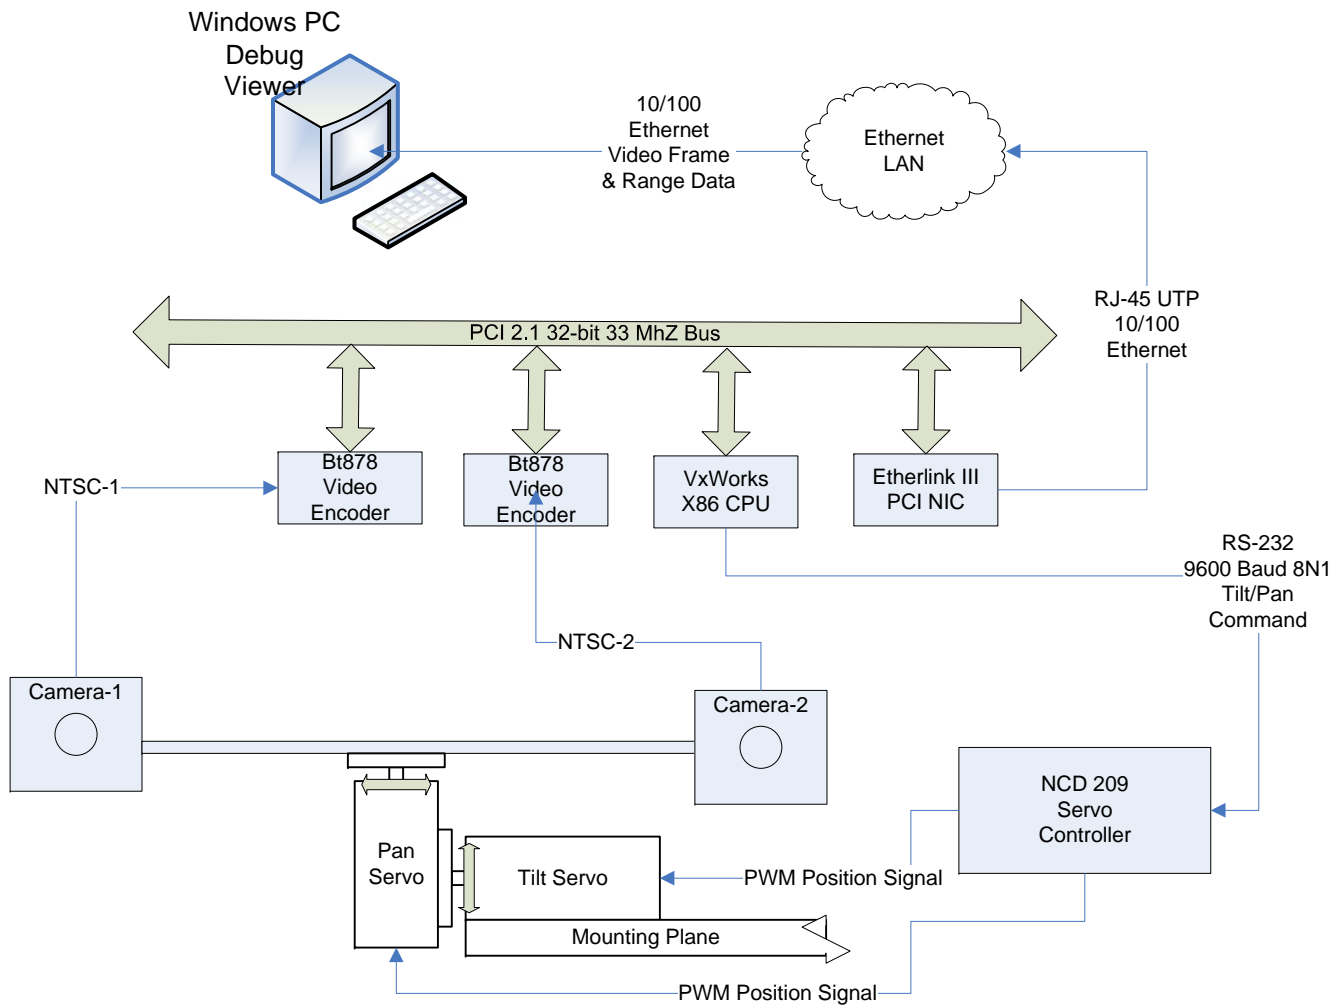 Windows PC
Debug
Viewer
10/100
Ethernet
Video Frame
& Range Data
Ethernet
LAN
RJ-45 UTP
10/100
Ethernet
PCI 2.1 32-bit 33 MhZ Bus
Bt878
Video
Encoder
Bt878
Video
Encoder
VxWorks
X86 CPU
Etherlink III
PCI NIC
NTSC-1
RS-232
9600 Baud 8N1
Tilt/Pan
Command
NTSC-2
Camera-1
Camera-2
NCD 209
Servo
Controller
Pan
Servo
Tilt Servo
PWM Position Signal
Mounting Plane
PWM Position Signal